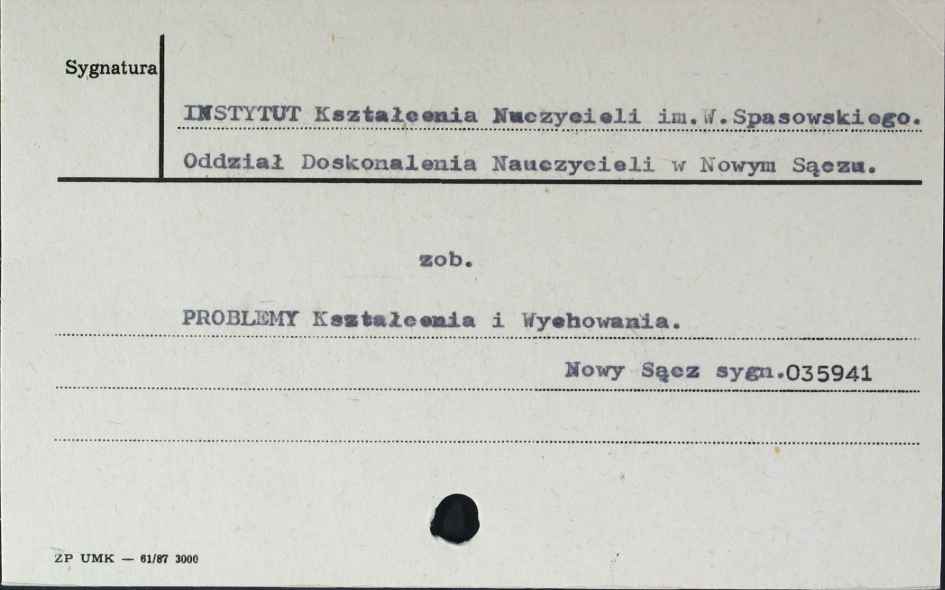 Sygnatura
INSTYTUT Kształcenia Nuczycieli im.W.Spasowskiego.
Oddział Doskonalenia Nauczycieli w Nowym Sączu.
zob.
PROBLEMY Kształcenia i Wychowania.
Nowy Sącz sygn.035941
ZP UMK — 61/87 3000